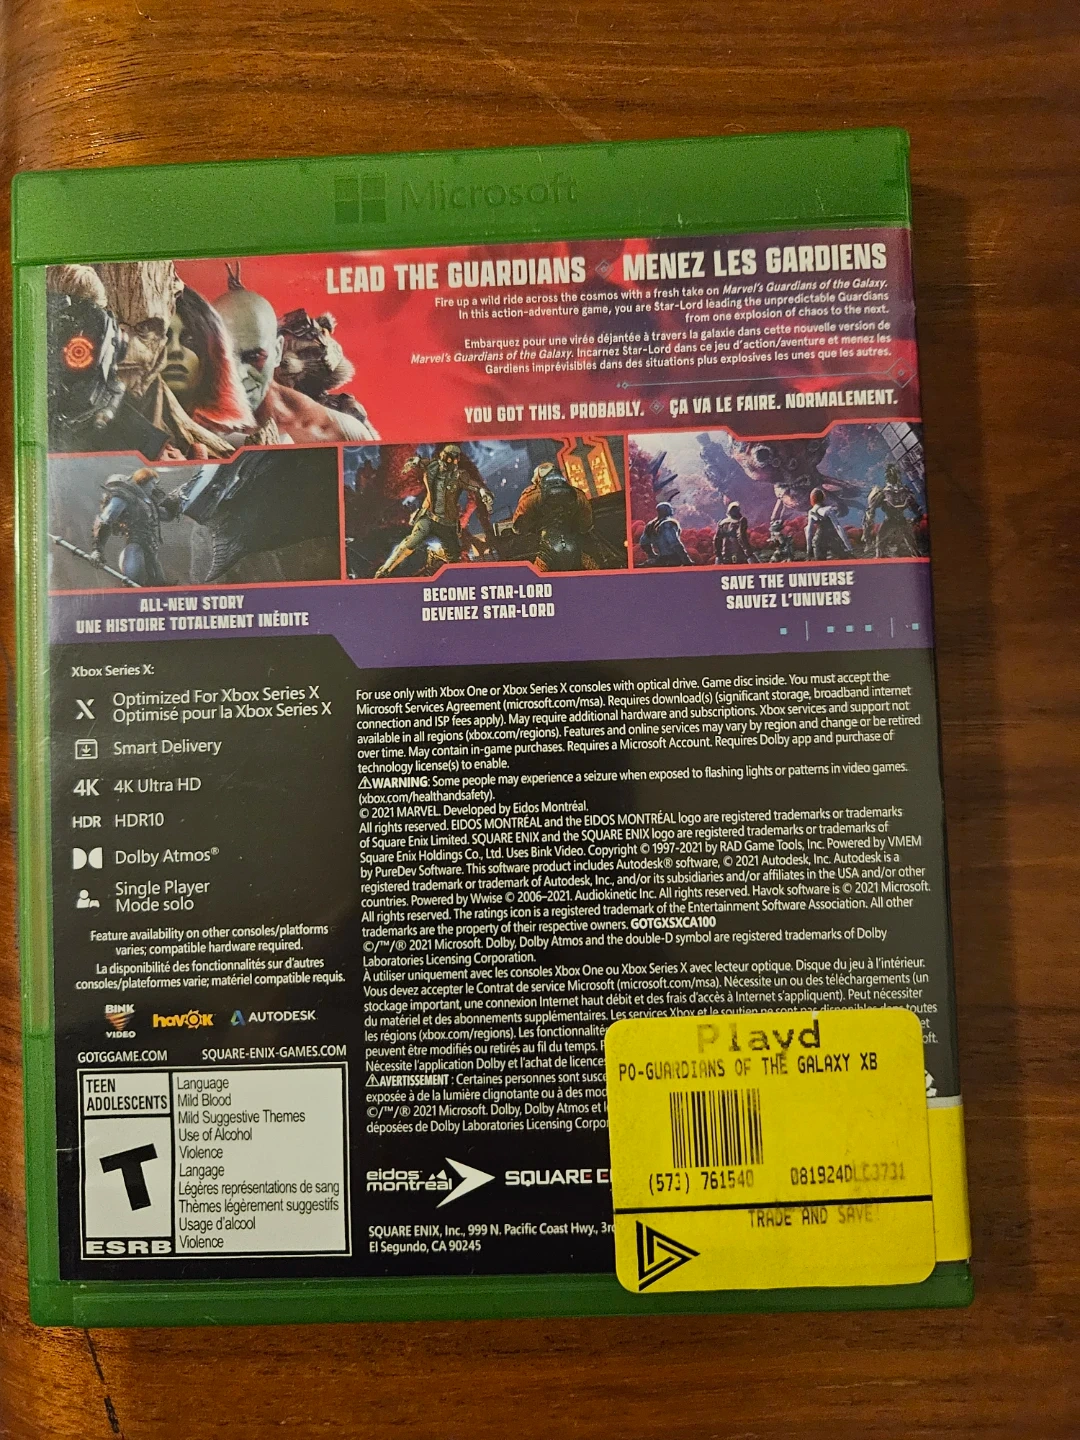 Microsoft
LEAD THE GUARDIANS
MENEZ LES GARDIENS
Fire up a wild ride across the cosmos with a fresh take on Marvel's Guardians of the Galaxy.
In this action-adventure game, you are Star-Lord leading the unpredictable Guardians
from one explosion of chaos to the next.
Embarquez pour une virée déjantée à travers la galaxie dans cette nouvelle version de
Marvel's Guardians of the Galaxy. Incarnez Star-Lord dans ce jeu d'action/aventure et menez les
Gardiens imprévisibles dans des situations plus explosives les unes que les autres.
YOU GOT THIS. PROBABLY.
ÇA VA LE FAIRE. NORMALEMENT.
ALL-NEW STORY
UNE HISTOIRE TOTALEMENT INÉDITE
BECOME STAR-LORD
DEVENEZ STAR-LORD
SAVE THE UNIVERSE
SAUVEZ L'UNIVERS
Xbox Series X:
X Optimized For Xbox Series X
Optimisé pour la Xbox Series X
Smart Delivery
4K 4K Ultra HD
HDR HDR10
Dolby Atmos®
Single Player
Mode solo
Feature availability on other consoles/platforms
varies; compatible hardware required.
La disponibilité des fonctionnalités sur d'autres
consoles/plateformes varie; matériel compatible requis.
BINK
VIDEO
havok
AUTODESK
GOTGGAME.COM
SQUARE-ENIX-GAMES.COM
TEEN
ADOLESCENTS
T
ESRB
Language
Mild Blood
Mild Suggestive Themes
Use of Alcohol
Violence
Langage
Légères représentations de sang
Thèmes légèrement suggestifs
Usage d'alcool
Violence
For use only with Xbox One or Xbox Series X consoles with optical drive. Game disc inside. You must accept the
Microsoft Services Agreement (microsoft.com/msa). Requires download(s) (significant storage, broadband internet
connection and ISP fees apply). May require additional hardware and subscriptions. Xbox services and support not
available in all regions (xbox.com/regions). Features and online services may vary by region and change or be retired
over time. May contain in-game purchases. Requires a Microsoft Account. Requires Dolby app and purchase of
technology license(s) to enable.
⚠WARNING: Some people may experience a seizure when exposed to flashing lights or patterns in video games.
(xbox.com/healthandsafety).
© 2021 MARVEL. Developed by Eidos Montréal.
All rights reserved. EIDOS MONTRÉAL and the EIDOS MONTRÉAL logo are registered trademarks or trademarks
of Square Enix Limited. SQUARE ENIX and the SQUARE ENIX logo are registered trademarks or trademarks of
Square Enix Holdings Co., Ltd. Uses Bink Video. Copyright © 1997-2021 by RAD Game Tools, Inc. Powered by VMEM
by PureDev Software. This software product includes Autodesk® software, © 2021 Autodesk, Inc. Autodesk is a
registered trademark or trademark of Autodesk, Inc., and/or its subsidiaries and/or affiliates in the USA and/or other
countries. Powered by Wwise © 2006-2021. Audiokinetic Inc. All rights reserved. Havok software is © 2021 Microsoft.
All rights reserved. The ratings icon is a registered trademark of the Entertainment Software Association. All other
trademarks are the property of their respective owners. GOTGXSXCA100
©/™/® 2021 Microsoft. Dolby, Dolby Atmos and the double-D symbol are registered trademarks of Dolby
Laboratories Licensing Corporation.
À utiliser uniquement avec les consoles Xbox One ou Xbox Series X avec lecteur optique. Disque du jeu à l'intérieur.
Vous devez accepter le Contrat de service Microsoft (microsoft.com/msa). Nécessite un ou des téléchargements (un
stockage important, une connexion Internet haut débit et des frais d'accès à Internet s'appliquent). Peut nécessiter
du matériel et des abonnements supplémentaires. Les services Xbox et le soutien ne sont pas disponibles dans toutes
les régions (xbox.com/regions). Les fonctionnalités et
peuvent être modifiés ou retirés au fil du temps.
Nécessite l'application Dolby et l'achat de licence
⚠AVERTISSEMENT : Certaines personnes sont susce
exposée à de la lumière clignotante ou à des mo
©/™/® 2021 Microsoft. Dolby, Dolby Atmos et l
déposées de Dolby Laboratories Licensing Corpo
eidos
montréal
SQUARE E
SQUARE ENIX, Inc., 999 N. Pacific Coast Hwy., 3r
El Segundo, CA 90245
Playd
PO-GUARDIANS OF THE GALAXY XB
(573) 761540 081924DLC3731
TRADE AND SAVE!